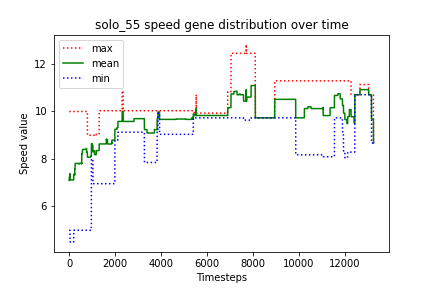 solo_55 speed gene distribution over time
max
mean
min
12
10
8
6
Speed value
0
2000
4000
6000
8000
10000
12000
Timesteps